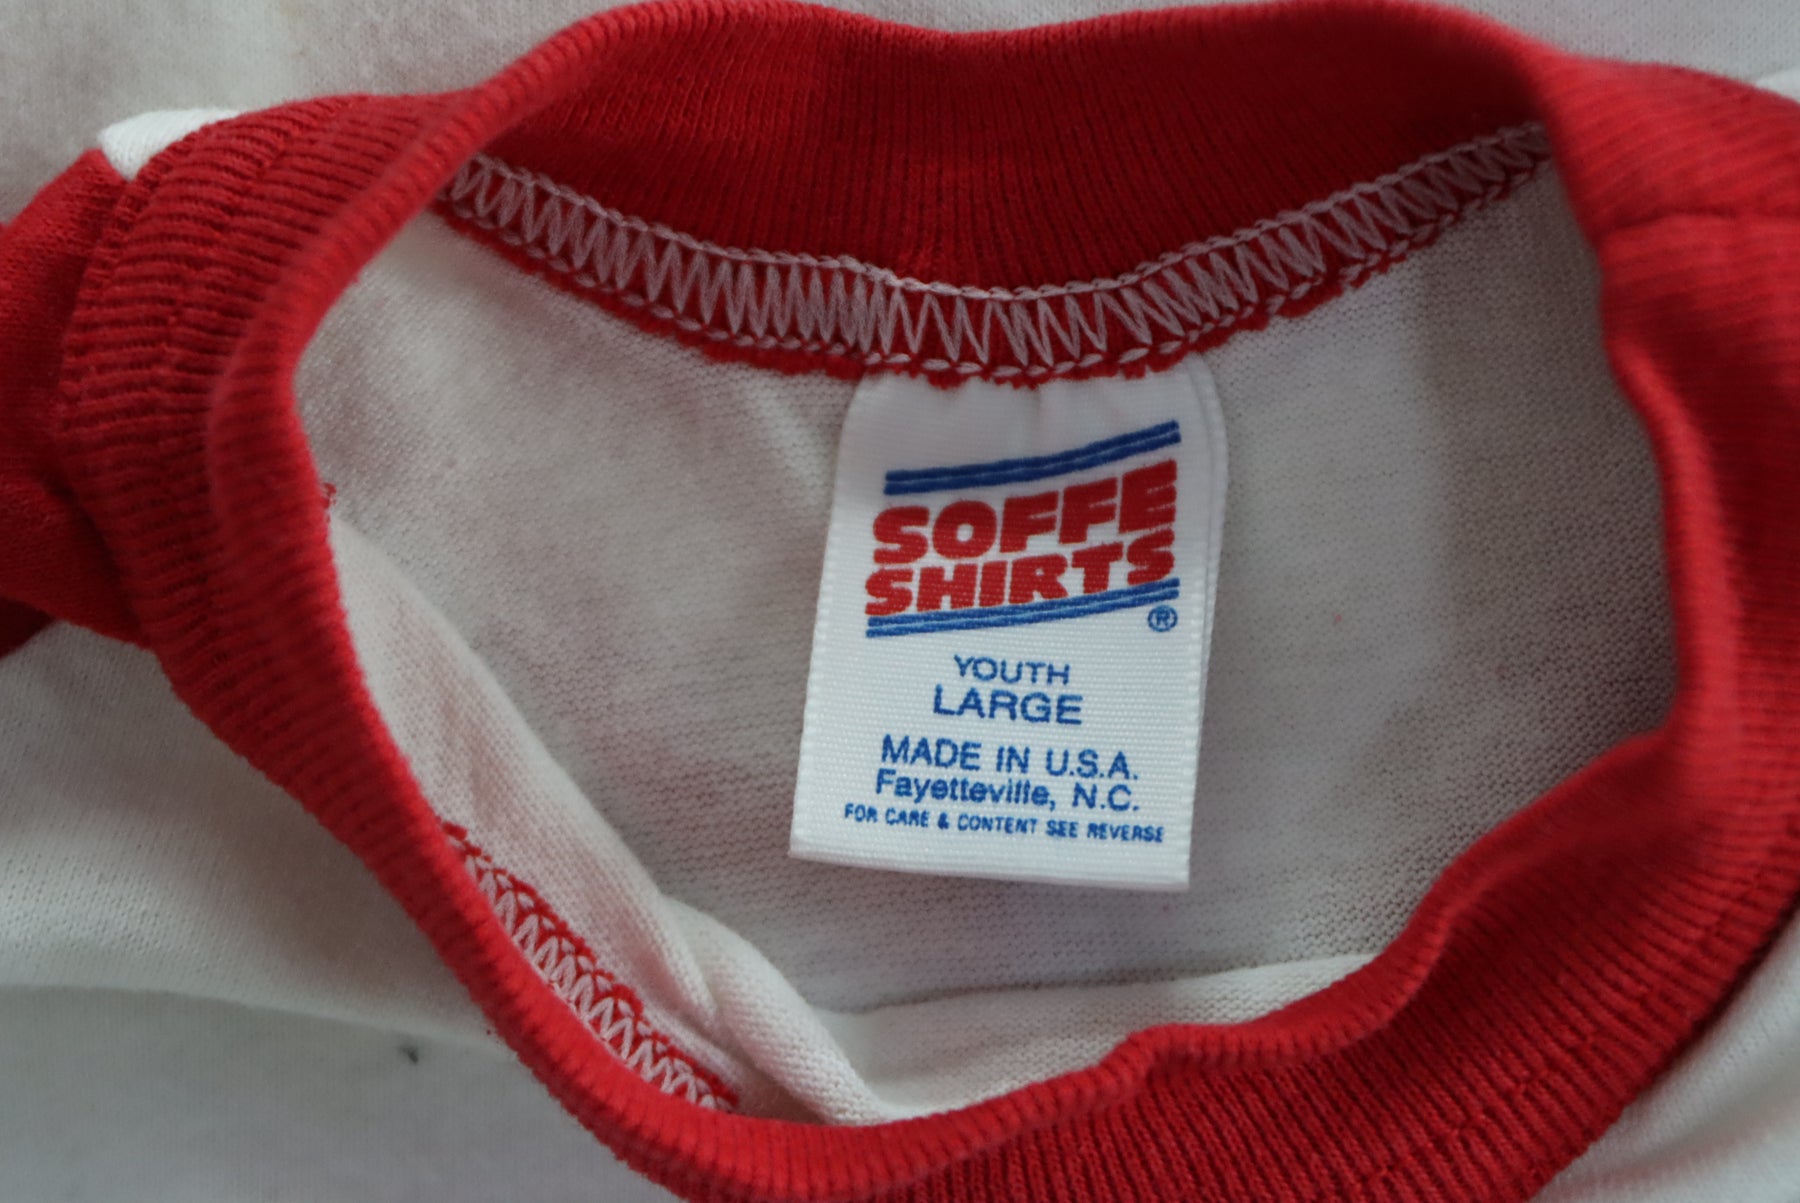 SOFFE
SHIRTS
®
YOUTH
LARGE
MADE IN U.S.A.
Fayetteville, N.C.
FOR CARE & CONTENT SEE REVERSE